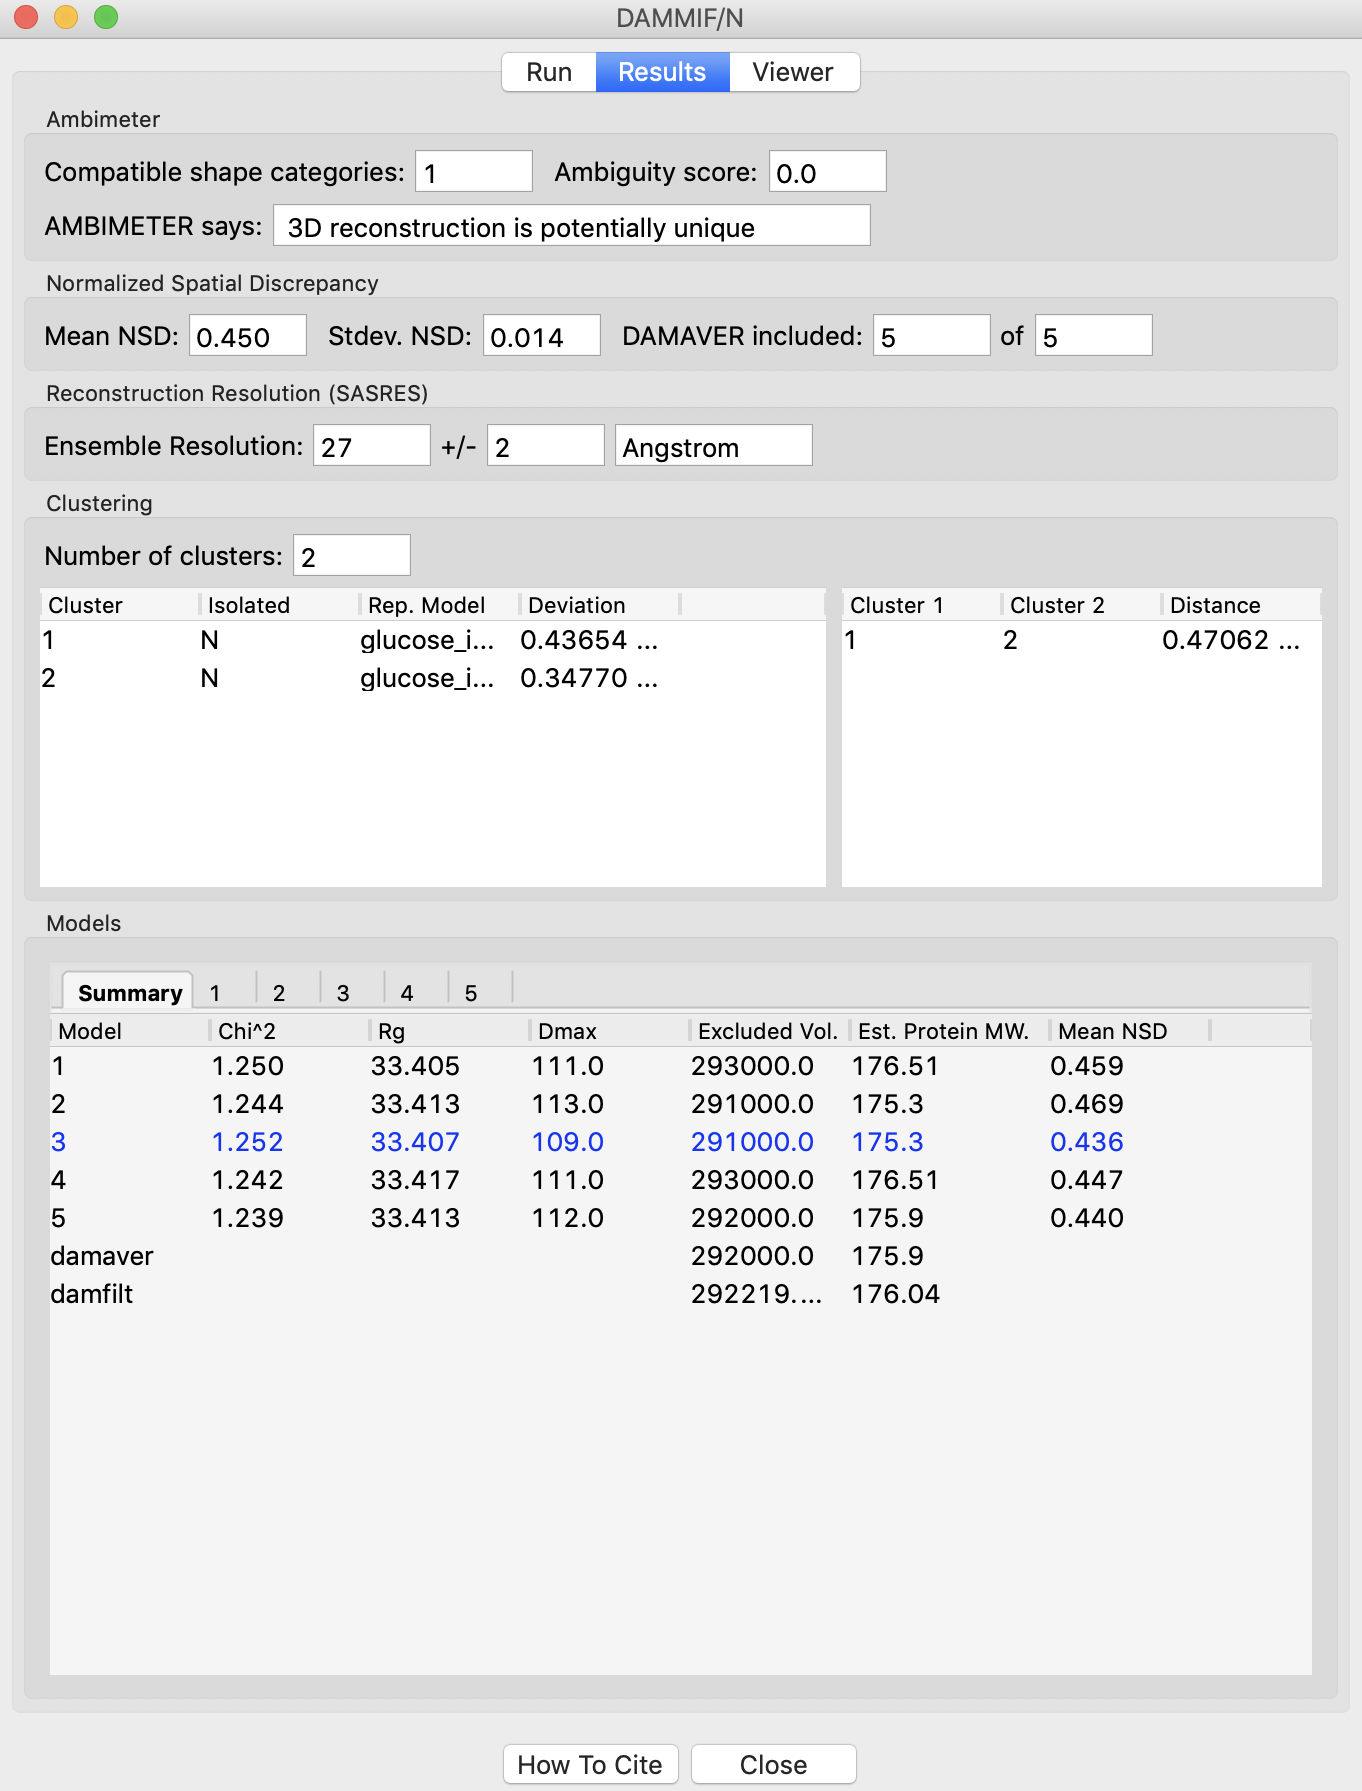 DAMMIF/N
Run Results Viewer
Ambimeter
Compatible shape categories: 1 Ambiguity score: 0.0
AMBIMETER says: 3D reconstruction is potentially unique
Normalized Spatial Discrepancy
Mean NSD: 0.450 Stdev. NSD: 0.014 DAMAVER included: 5 of 5
Reconstruction Resolution (SASRES)
Ensemble Resolution: 27 +/- 2 Angstrom
Clustering
Number of clusters: 2
Cluster Isolated Rep. Model Deviation Cluster 1 Cluster 2 Distance
1 N glucose_i... 0.43654 ... 1 2 0.47062 ...
2 N glucose_i... 0.34770 ...
Models
Summary 1 2 3 4 5
Model Chi^2 Rg Dmax Excluded Vol. Est. Protein MW. Mean NSD
1 1.250 33.405 111.0 293000.0 176.51 0.459
2 1.244 33.413 113.0 291000.0 175.3 0.469
3 1.252 33.407 109.0 291000.0 175.3 0.436
4 1.242 33.417 111.0 293000.0 176.51 0.447
5 1.239 33.413 112.0 292000.0 175.9 0.440
damaver 292000.0 175.9
damfilt 292219.... 176.04
How To Cite Close